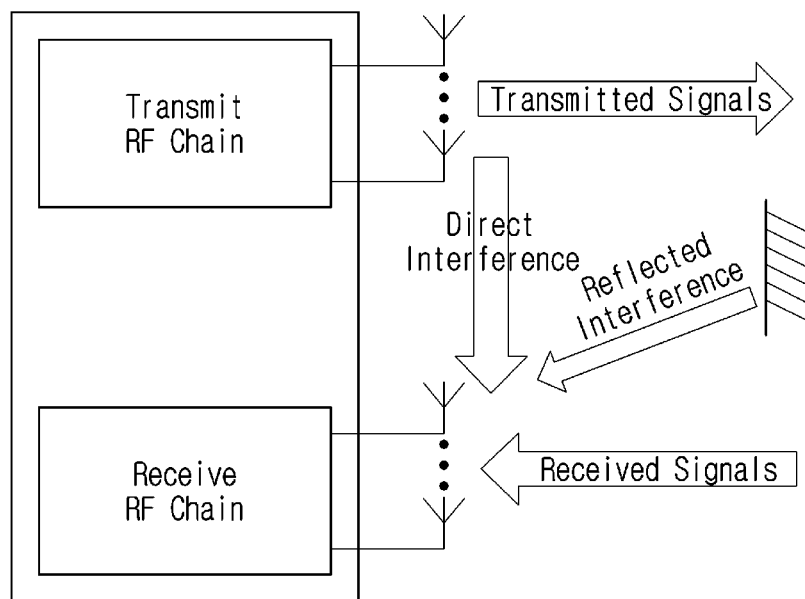 Transmit
RF Chain
Transmitted Signals
Direct
Interference
Reflected
Interference
Receive
RF Chain
Received Signals